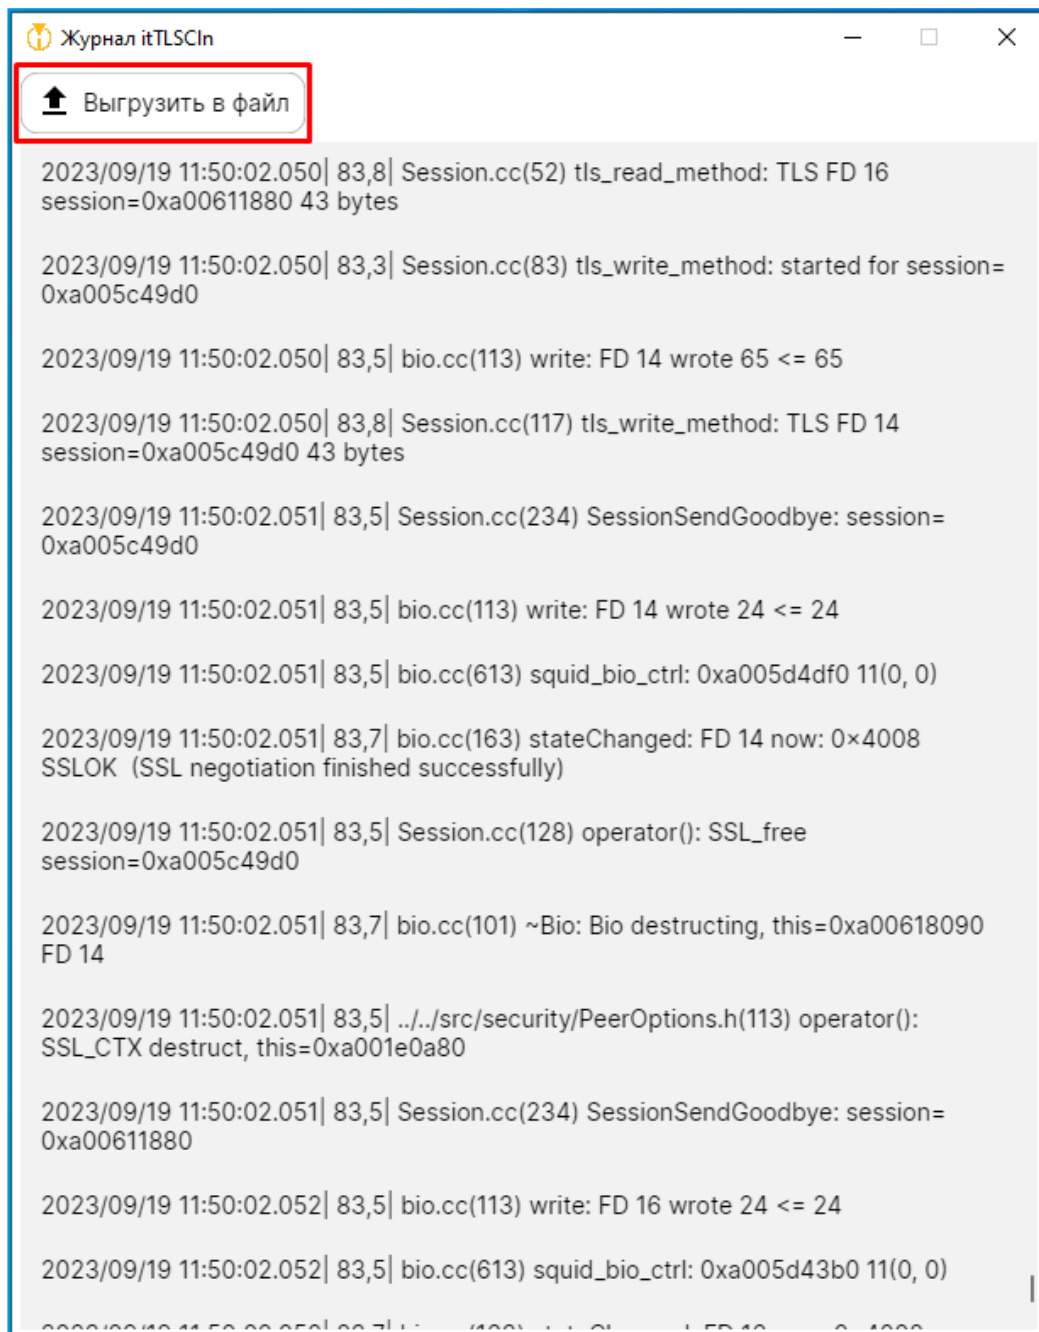 Журнал itTLSCln
Выгрузить в файл
2023/09/19 11:50:02.050| 83,8| Session.cc(52) tls_read_method: TLS FD 16
session=0xa00611880 43 bytes
2023/09/19 11:50:02.050| 83,3| Session.cc(83) tls_write_method: started for session=
0xa005c49d0
2023/09/19 11:50:02.050| 83,5| bio.cc(113) write: FD 14 wrote 65 <= 65
2023/09/19 11:50:02.050| 83,8| Session.cc(117) tls_write_method: TLS FD 14
session=0xa005c49d0 43 bytes
2023/09/19 11:50:02.051| 83,5| Session.cc(234) SessionSendGoodbye: session=
0xa005c49d0
2023/09/19 11:50:02.051| 83,5| bio.cc(113) write: FD 14 wrote 24 <= 24
2023/09/19 11:50:02.051| 83,5| bio.cc(613) squid_bio_ctrl: 0xa005d4df0 11(0, 0)
2023/09/19 11:50:02.051| 83,7| bio.cc(163) stateChanged: FD 14 now: 0×4008
SSLOK  (SSL negotiation finished successfully)
2023/09/19 11:50:02.051| 83,5| Session.cc(128) operator(): SSL_free
session=0xa005c49d0
2023/09/19 11:50:02.051| 83,7| bio.cc(101) ~Bio: Bio destructing, this=0xa00618090
FD 14
2023/09/19 11:50:02.051| 83,5| ../../src/security/PeerOptions.h(113) operator():
SSL_CTX destruct, this=0xa001e0a80
2023/09/19 11:50:02.051| 83,5| Session.cc(234) SessionSendGoodbye: session=
0xa00611880
2023/09/19 11:50:02.052| 83,5| bio.cc(113) write: FD 16 wrote 24 <= 24
2023/09/19 11:50:02.052| 83,5| bio.cc(613) squid_bio_ctrl: 0xa005d43b0 11(0, 0)